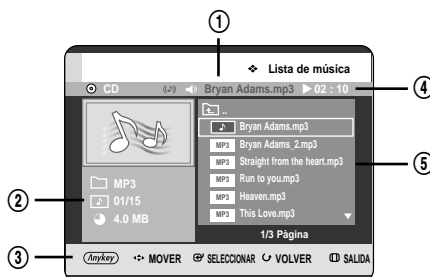 ①
❖ Lista de música
CD Bryan Adams.mp3 02 : 10
④
..
Bryan Adams.mp3
MP3 Bryan Adams_2.mp3
MP3 Straight from the heart.mp3
⑤
MP3 Run to you.mp3
MP3 Heaven.mp3
MP3 This Love.mp3
MP3
② 01/15
4.0 MB
1/3 Pàgina
③ Anykey MOVER SELECCIONAR VOLVER SALIDA